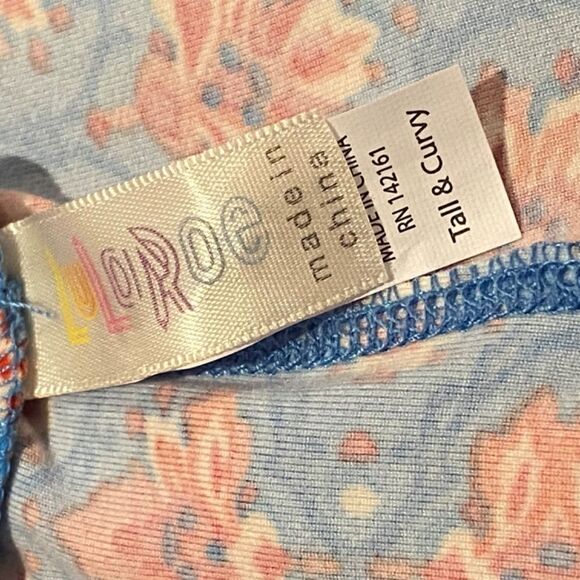 LuLaRoe
made in
china
MADE IN CHINA
RN 142161
Tall & Curvy